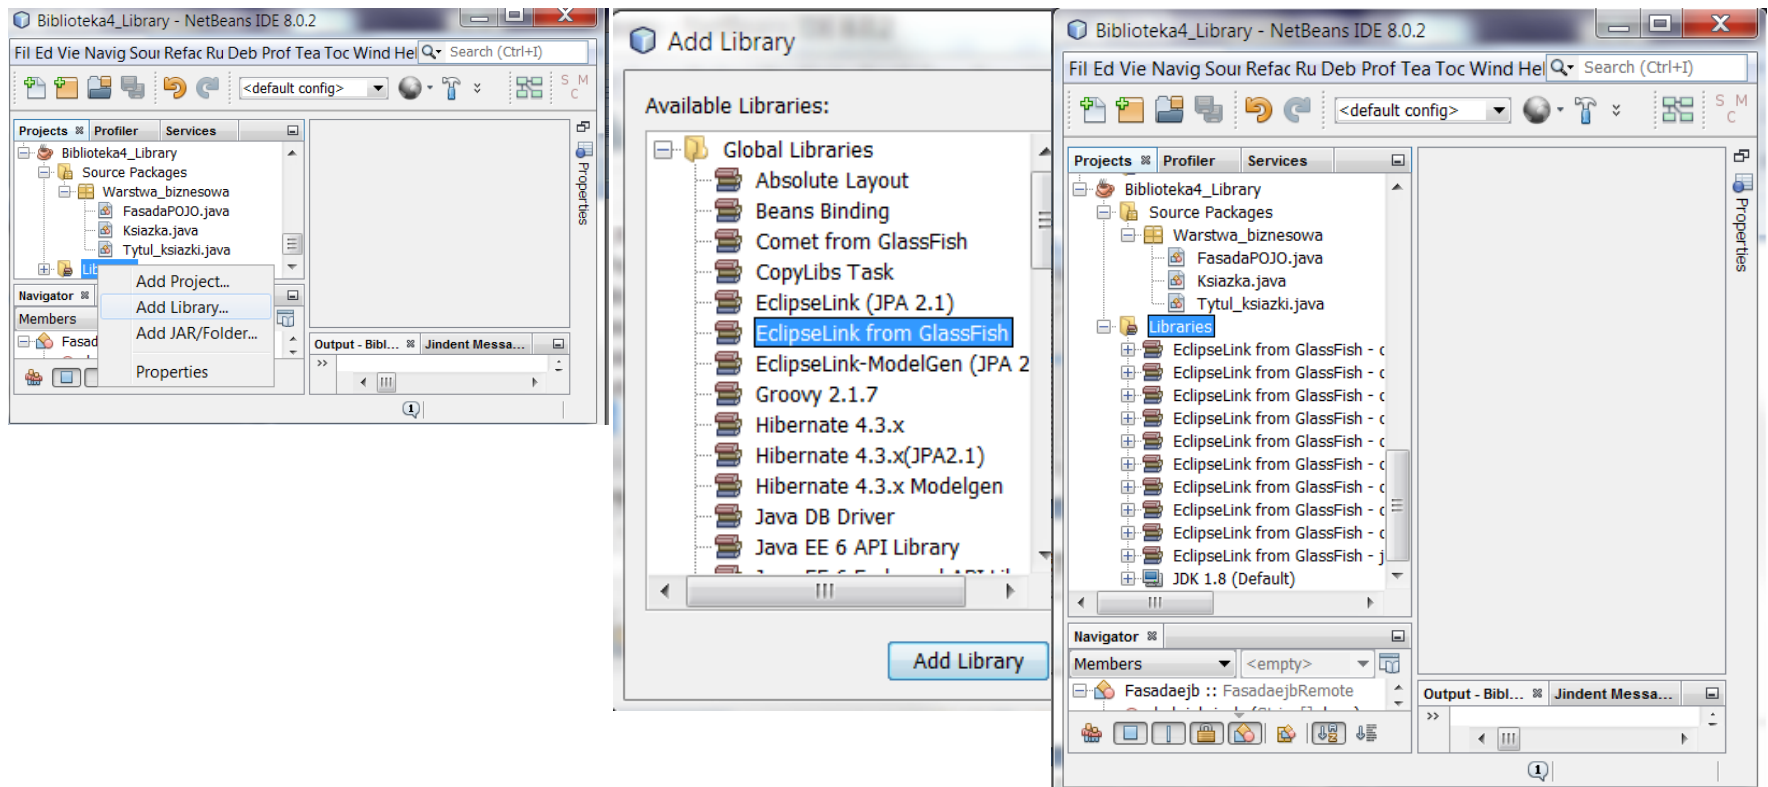 Biblioteka4_Library - NetBeans IDE 8.0.2
Fil Ed Vie Navig Sour Refac Ru Deb Prof Tea Toc Wind Hel Search (Ctrl+I)
<default config> S M C
Projects Profiler Services
Biblioteka4_Library
Source Packages
Warstwa_biznesowa
FasadaPOJO.java
Ksiazka.java
Tytul_ksiazki.java
Lib
Add Project...
Add Library...
Add JAR/Folder...
Properties
Navigator
Members
Fasad
Properties
Output - Bibl... Jindent Messa...
>>
1
Add Library
Available Libraries:
Global Libraries
Absolute Layout
Beans Binding
Comet from GlassFish
CopyLibs Task
EclipseLink (JPA 2.1)
EclipseLink from GlassFish
EclipseLink-ModelGen (JPA 2
Groovy 2.1.7
Hibernate 4.3.x
Hibernate 4.3.x(JPA2.1)
Hibernate 4.3.x Modelgen
Java DB Driver
Java EE 6 API Library
Add Library
Biblioteka4_Library - NetBeans IDE 8.0.2
Fil Ed Vie Navig Sour Refac Ru Deb Prof Tea Toc Wind Hel Search (Ctrl+I)
<default config> S M C
Projects Profiler Services
Biblioteka4_Library
Source Packages
Warstwa_biznesowa
FasadaPOJO.java
Ksiazka.java
Tytul_ksiazki.java
Libraries
EclipseLink from GlassFish - c
EclipseLink from GlassFish - c
EclipseLink from GlassFish - c
EclipseLink from GlassFish - c
EclipseLink from GlassFish - c
EclipseLink from GlassFish - c
EclipseLink from GlassFish - c
EclipseLink from GlassFish - c
EclipseLink from GlassFish - c
EclipseLink from GlassFish - j
JDK 1.8 (Default)
Properties
Navigator
Members <empty>
Fasadaejb :: FasadaejbRemote
Output - Bibl... Jindent Messa...
>>
1